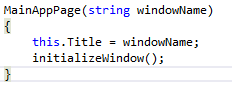 MainAppPage(string windowName)
{
    this.Title = windowName;
    initializeWindow();
}